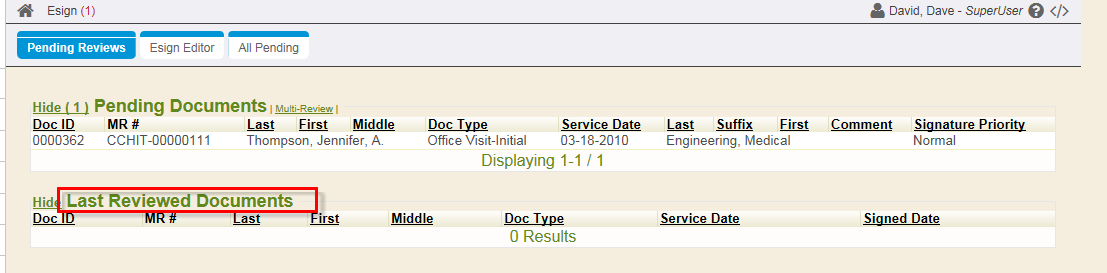 Esign (1) David, Dave - SuperUser ? </>
Pending Reviews Esign Editor All Pending
Hide ( 1 ) Pending Documents | Multi-Review |
Doc ID MR # Last First Middle Doc Type Service Date Last Suffix First Comment Signature Priority
0000362 CCHIT-00000111 Thompson, Jennifer, A. Office Visit-Initial 03-18-2010 Engineering, Medical Normal
Displaying 1-1 / 1
Hide Last Reviewed Documents
Doc ID MR # Last First Middle Doc Type Service Date Signed Date
0 Results